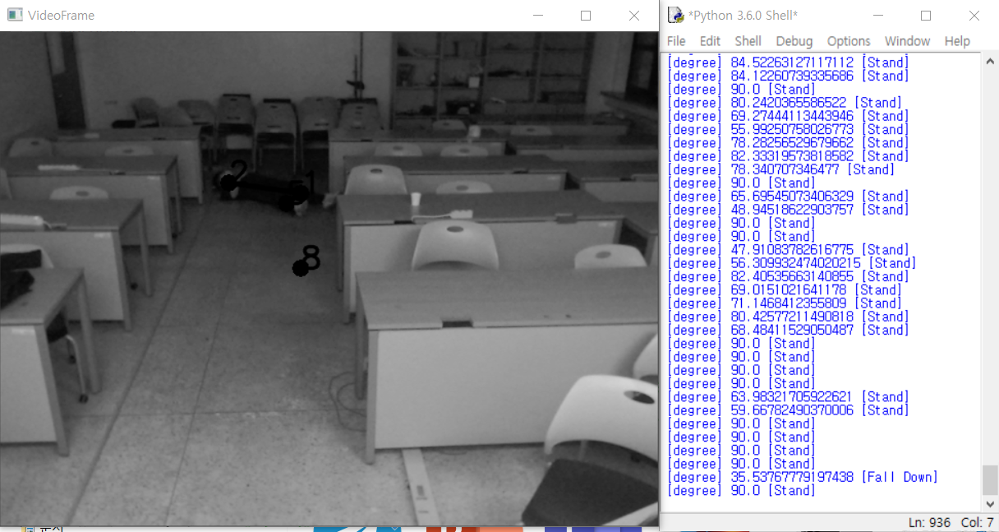 VideoFrame
2
1
8
*Python 3.6.0 Shell*
File Edit Shell Debug Options Window Help
[degree] 84.52263127117112 [Stand]
[degree] 84.12260739335686 [Stand]
[degree] 90.0 [Stand]
[degree] 80.2420365586522 [Stand]
[degree] 69.27444113443946 [Stand]
[degree] 55.99250758026773 [Stand]
[degree] 78.28256529679662 [Stand]
[degree] 82.33319573818582 [Stand]
[degree] 78.340707346477 [Stand]
[degree] 90.0 [Stand]
[degree] 65.69545073406329 [Stand]
[degree] 48.94518622903757 [Stand]
[degree] 90.0 [Stand]
[degree] 90.0 [Stand]
[degree] 47.91083782616775 [Stand]
[degree] 56.309932474020215 [Stand]
[degree] 82.40535663140855 [Stand]
[degree] 69.0151021641178 [Stand]
[degree] 71.1468412355809 [Stand]
[degree] 80.42577211490818 [Stand]
[degree] 68.48411529050487 [Stand]
[degree] 90.0 [Stand]
[degree] 90.0 [Stand]
[degree] 90.0 [Stand]
[degree] 90.0 [Stand]
[degree] 63.98321705922621 [Stand]
[degree] 59.66782490370006 [Stand]
[degree] 90.0 [Stand]
[degree] 90.0 [Stand]
[degree] 90.0 [Stand]
[degree] 90.0 [Stand]
[degree] 35.53767779197438 [Fall Down]
[degree] 90.0 [Stand]
Ln: 936 Col: 7